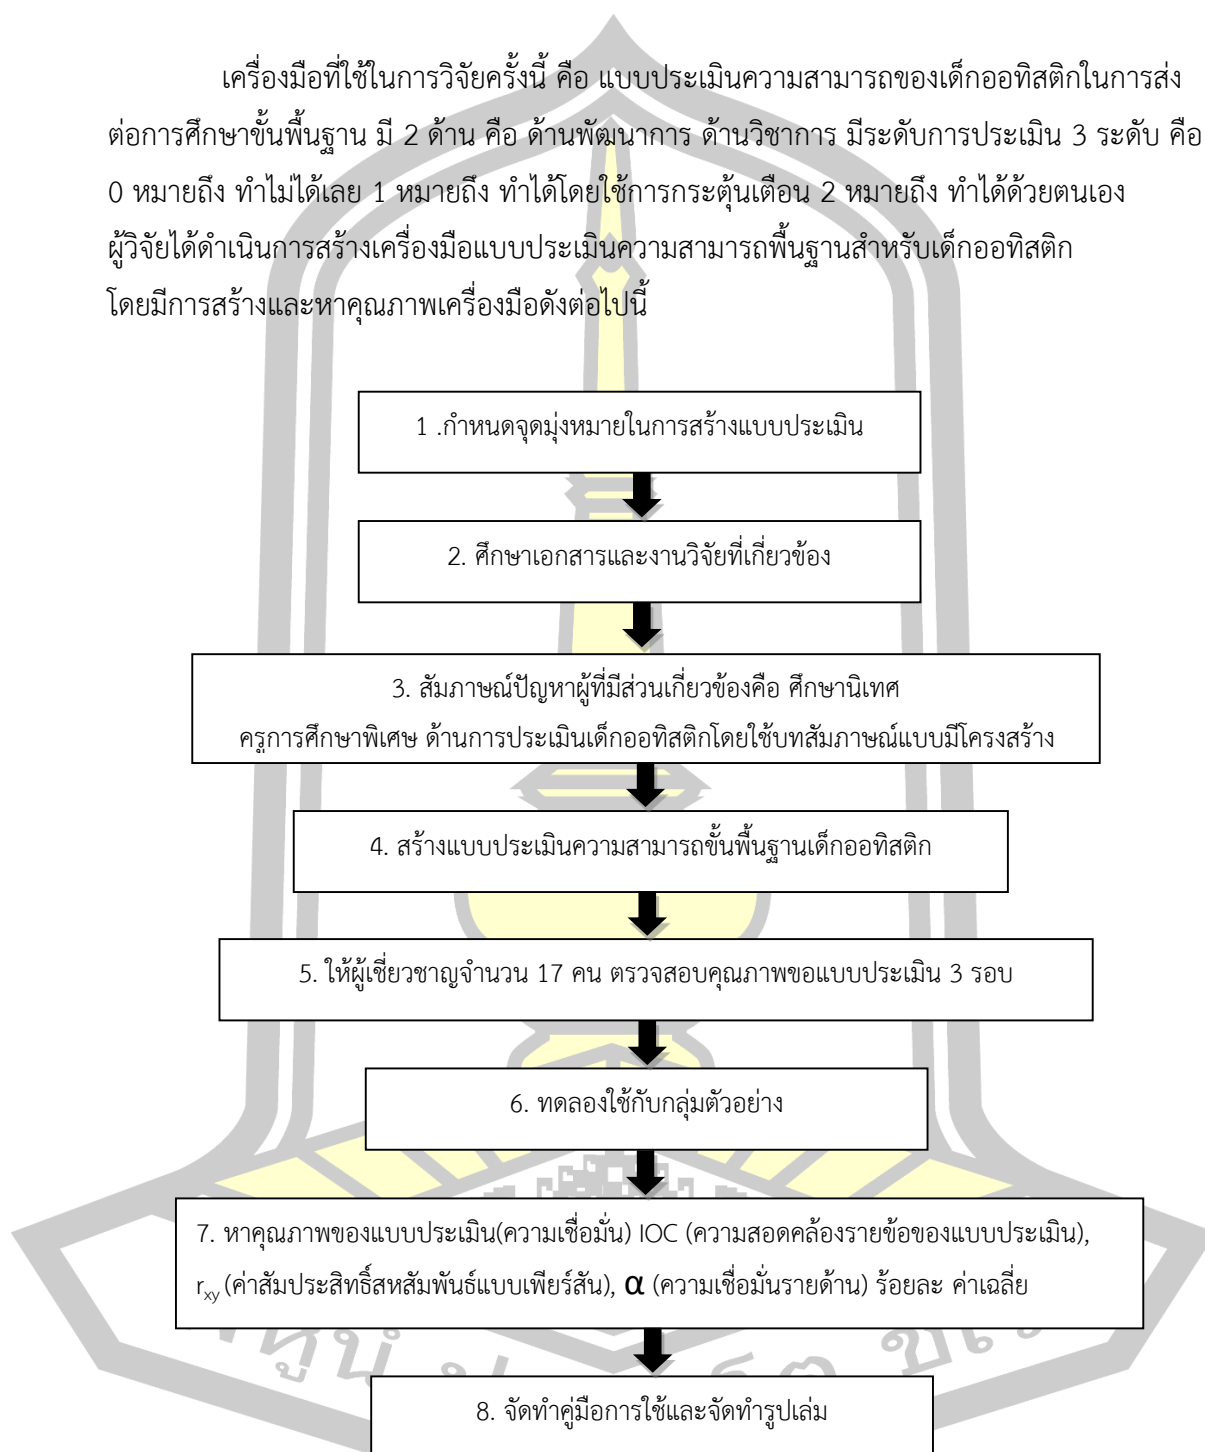 เครื่องมือที่ใช้ในการวิจัยครั้งนี้ คือ แบบประเมินความสามารถของเด็กออทิสติกในการส่ง
ต่อการศึกษาขั้นพื้นฐาน มี 2 ด้าน คือ ด้านพัฒนาการ ด้านวิชาการ มีระดับการประเมิน 3 ระดับ คือ
0 หมายถึง ทำไม่ได้เลย 1 หมายถึง ทำได้โดยใช้การกระตุ้นเตือน 2 หมายถึง ทำได้ด้วยตนเอง
ผู้วิจัยได้ดำเนินการสร้างเครื่องมือแบบประเมินความสามารถพื้นฐานสำหรับเด็กออทิสติก
โดยมีการสร้างและหาคุณภาพเครื่องมือดังต่อไปนี้
1 .กำหนดจุดมุ่งหมายในการสร้างแบบประเมิน
2. ศึกษาเอกสารและงานวิจัยที่เกี่ยวข้อง
3. สัมภาษณ์ปัญหาผู้ที่มีส่วนเกี่ยวข้องคือ ศึกษานิเทศ
ครูการศึกษาพิเศษ ด้านการประเมินเด็กออทิสติกโดยใช้บทสัมภาษณ์แบบมีโครงสร้าง
4. สร้างแบบประเมินความสามารถขั้นพื้นฐานเด็กออทิสติก
5. ให้ผู้เชี่ยวชาญจำนวน 17 คน ตรวจสอบคุณภาพขอแบบประเมิน 3 รอบ
6. ทดลองใช้กับกลุ่มตัวอย่าง
7. หาคุณภาพของแบบประเมิน(ความเชื่อมั่น) IOC (ความสอดคล้องรายข้อของแบบประเมิน),
rxy (ค่าสัมประสิทธิ์สหสัมพันธ์แบบเพียร์สัน), α (ความเชื่อมั่นรายด้าน) ร้อยละ ค่าเฉลี่ย
8. จัดทำคู่มือการใช้และจัดทำรูปเล่ม